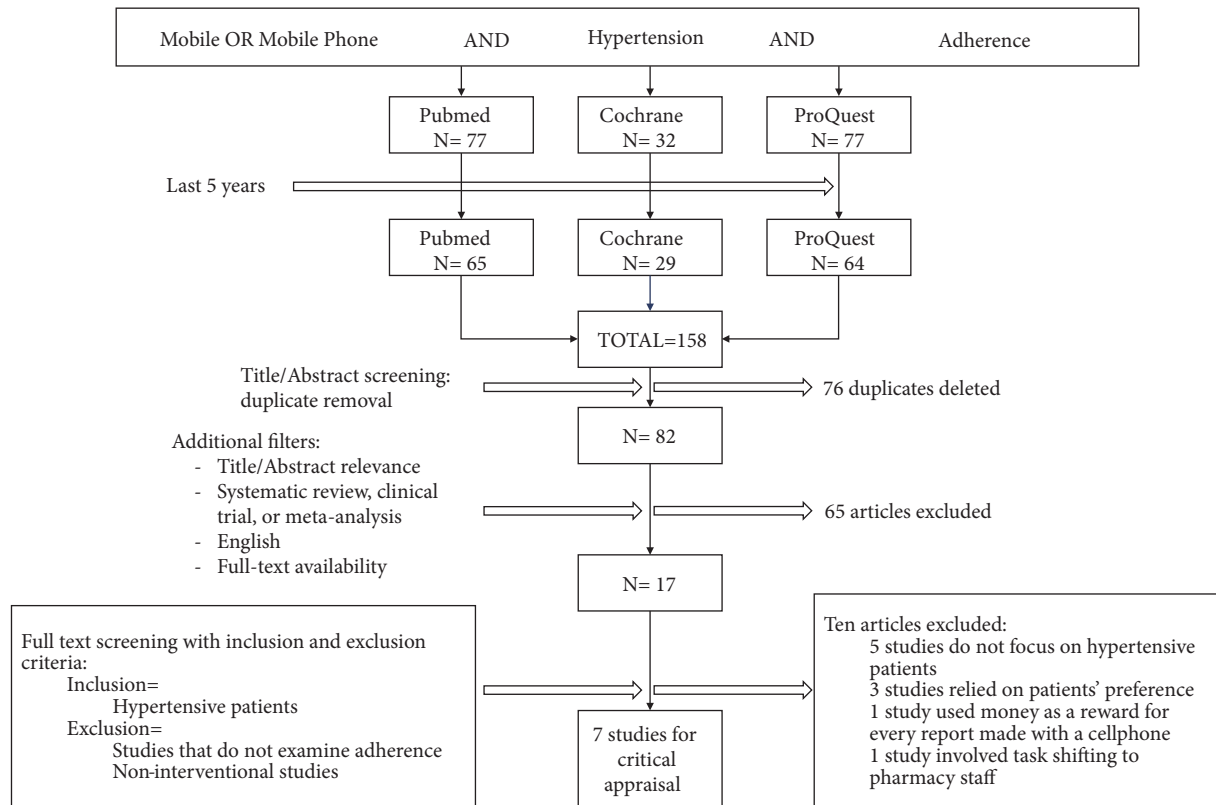 Mobile OR Mobile Phone AND Hypertension AND Adherence
Pubmed
N= 77
Cochrane
N= 32
ProQuest
N= 77
Last 5 years
Pubmed
N= 65
Cochrane
N= 29
ProQuest
N= 64
TOTAL=158
Title/Abstract screening:
duplicate removal
76 duplicates deleted
N= 82
Additional filters:
- Title/Abstract relevance
- Systematic review, clinical
trial, or meta-analysis
- English
- Full-text availability
65 articles excluded
N= 17
Full text screening with inclusion and exclusion
criteria:
Inclusion=
Hypertensive patients
Exclusion=
Studies that do not examine adherence
Non-interventional studies
Ten articles excluded:
5 studies do not focus on hypertensive
patients
3 studies relied on patients’ preference
1 study used money as a reward for
every report made with a cellphone
1 study involved task shifting to
pharmacy staff
7 studies for
critical
appraisal